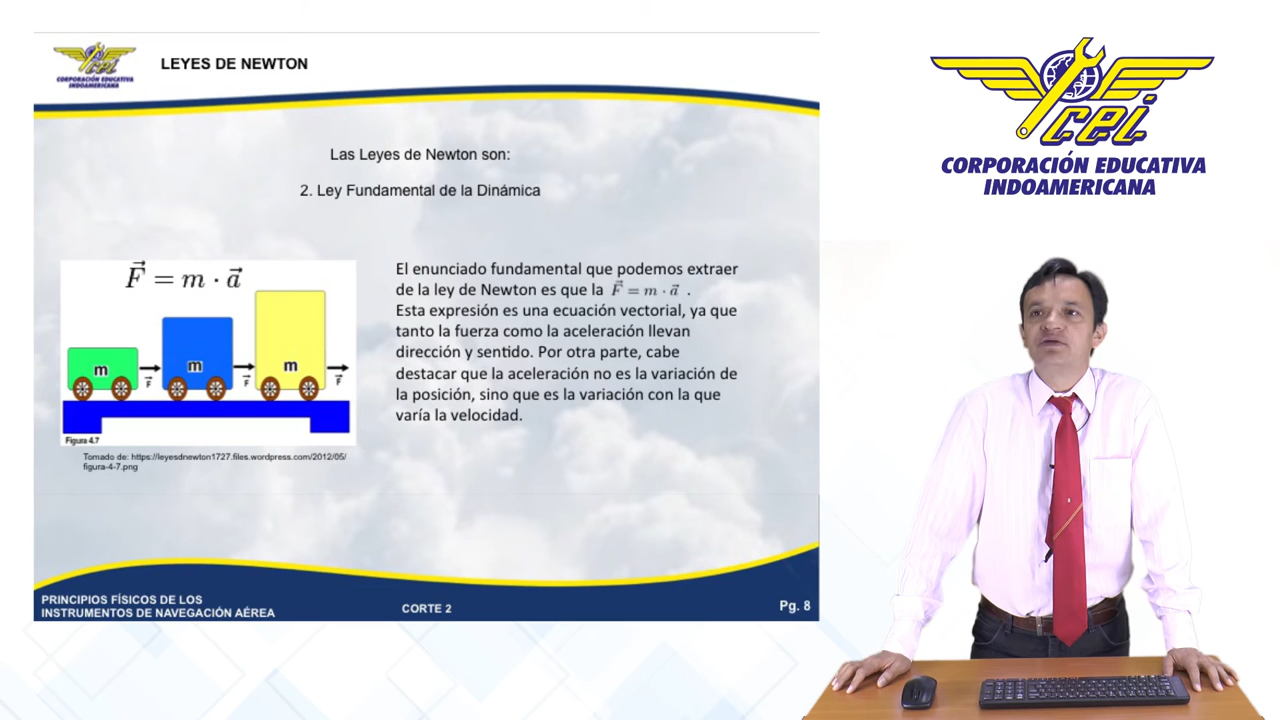 CORPORACIÓN EDUCATIVA
INDOAMERICANA
LEYES DE NEWTON
Las Leyes de Newton son:
2. Ley Fundamental de la Dinámica
F⃗ = m · a⃗
m
F⃗
m
F⃗
m
F⃗
Figura 4.7
Tomado de: https://leyesdnewton1727.files.wordpress.com/2012/05/
figura-4-7.png
El enunciado fundamental que podemos extraer
de la ley de Newton es que la F⃗ = m · a⃗ .
Esta expresión es una ecuación vectorial, ya que
tanto la fuerza como la aceleración llevan
dirección y sentido. Por otra parte, cabe
destacar que la aceleración no es la variación de
la posición, sino que es la variación con la que
varía la velocidad.
PRINCIPIOS FÍSICOS DE LOS
INSTRUMENTOS DE NAVEGACIÓN AÉREA
CORTE 2
Pg. 8
cei
CORPORACIÓN EDUCATIVA
INDOAMERICANA